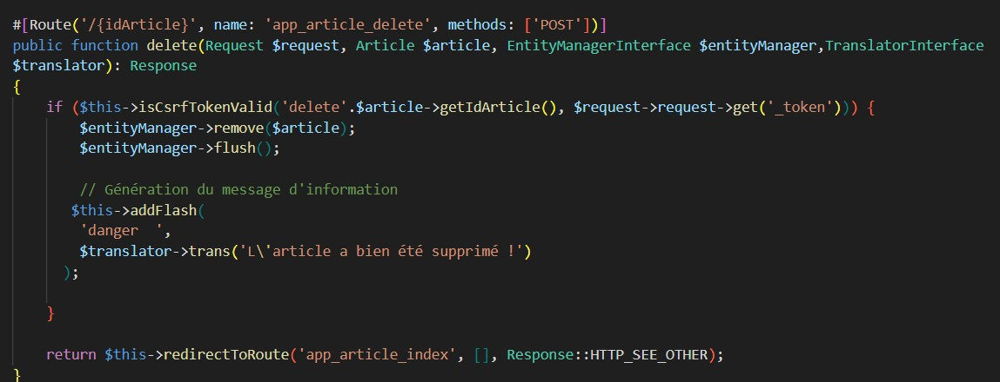 #[Route('/{idArticle}', name: 'app_article_delete', methods: ['POST'])]
public function delete(Request $request, Article $article, EntityManagerInterface $entityManager,TranslatorInterface
$translator): Response
{
    if ($this->isCsrfTokenValid('delete'.$article->getIdArticle(), $request->request->get('_token'))) {
        $entityManager->remove($article);
        $entityManager->flush();

        // Génération du message d'information
       $this->addFlash(
        'danger  ',
        $translator->trans('L\'article a bien été supprimé !')
      );

    }

    return $this->redirectToRoute('app_article_index', [], Response::HTTP_SEE_OTHER);
}